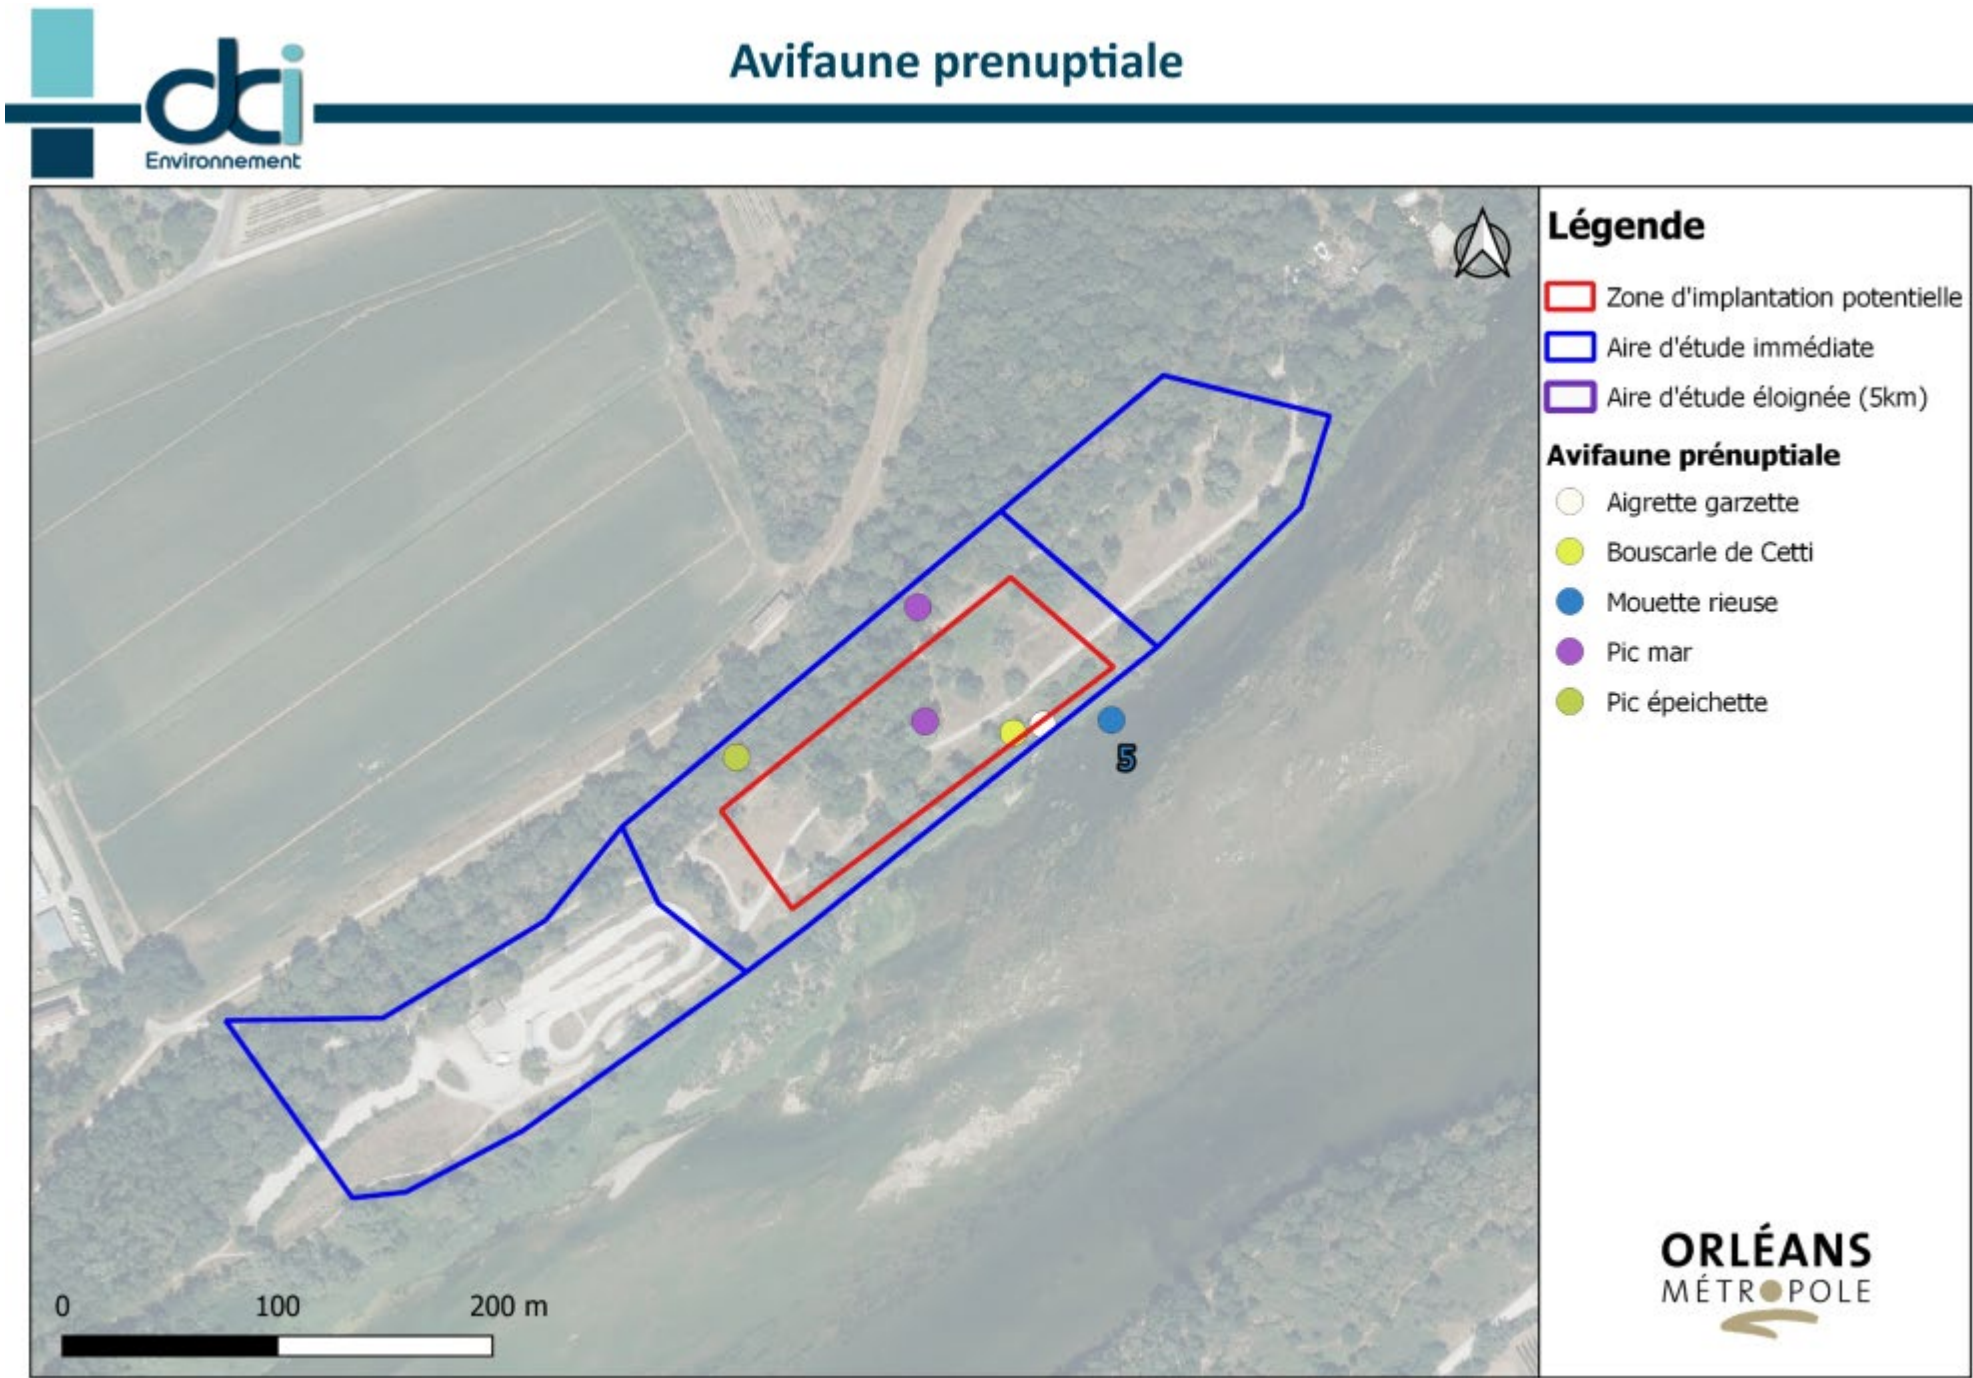 Avifaune prenuptiale
dci
Environnement
Légende
Zone d'implantation potentielle
Aire d'étude immédiate
Aire d'étude éloignée (5km)
Avifaune prénuptiale
Aigrette garzette
Bouscarle de Cetti
Mouette rieuse
Pic mar
Pic épeichette
5
0 100 200 m
ORLÉANS
MÉTROPOLE